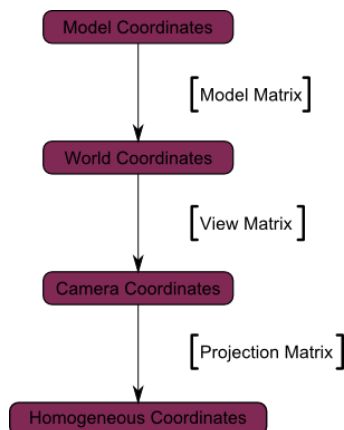 Model Coordinates
[Model Matrix]
World Coordinates
[View Matrix]
Camera Coordinates
[Projection Matrix]
Homogeneous Coordinates